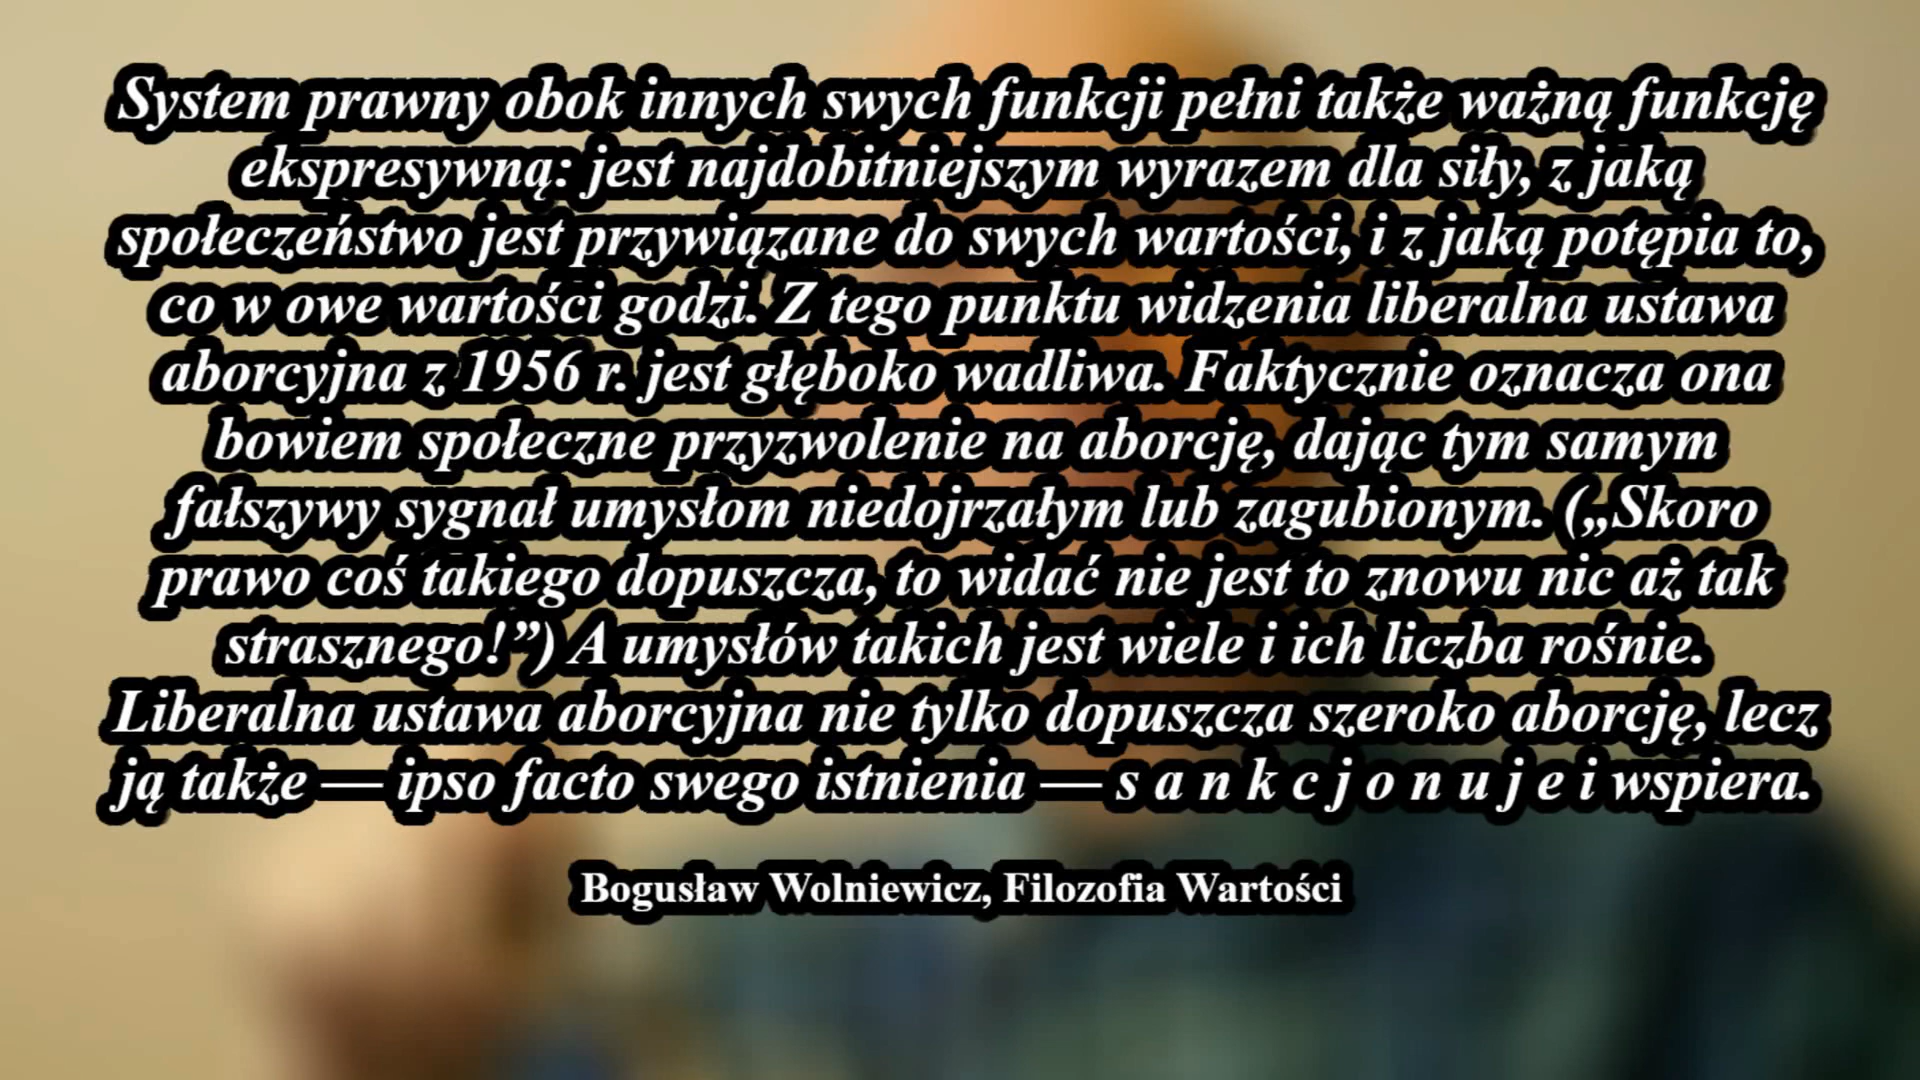 System prawny obok innych swych funkcji pełni także ważną funkcję
ekspresywną: jest najdobitniejszym wyrazem dla siły, z jaką
społeczeństwo jest przywiązane do swych wartości, i z jaką potępia to,
co w owe wartości godzi. Z tego punktu widzenia liberalna ustawa
aborcyjna z 1956 r. jest głęboko wadliwa. Faktycznie oznacza ona
bowiem społeczne przyzwolenie na aborcję, dając tym samym
fałszywy sygnał umysłom niedojrzałym lub zagubionym. („Skoro
prawo coś takiego dopuszcza, to widać nie jest to znowu nic aż tak
strasznego!”) A umysłów takich jest wiele i ich liczba rośnie.
Liberalna ustawa aborcyjna nie tylko dopuszcza szeroko aborcję, lecz
ją także — ipso facto swego istnienia — s a n k c j o n u j e i wspiera.
Bogusław Wolniewicz, Filozofia Wartości